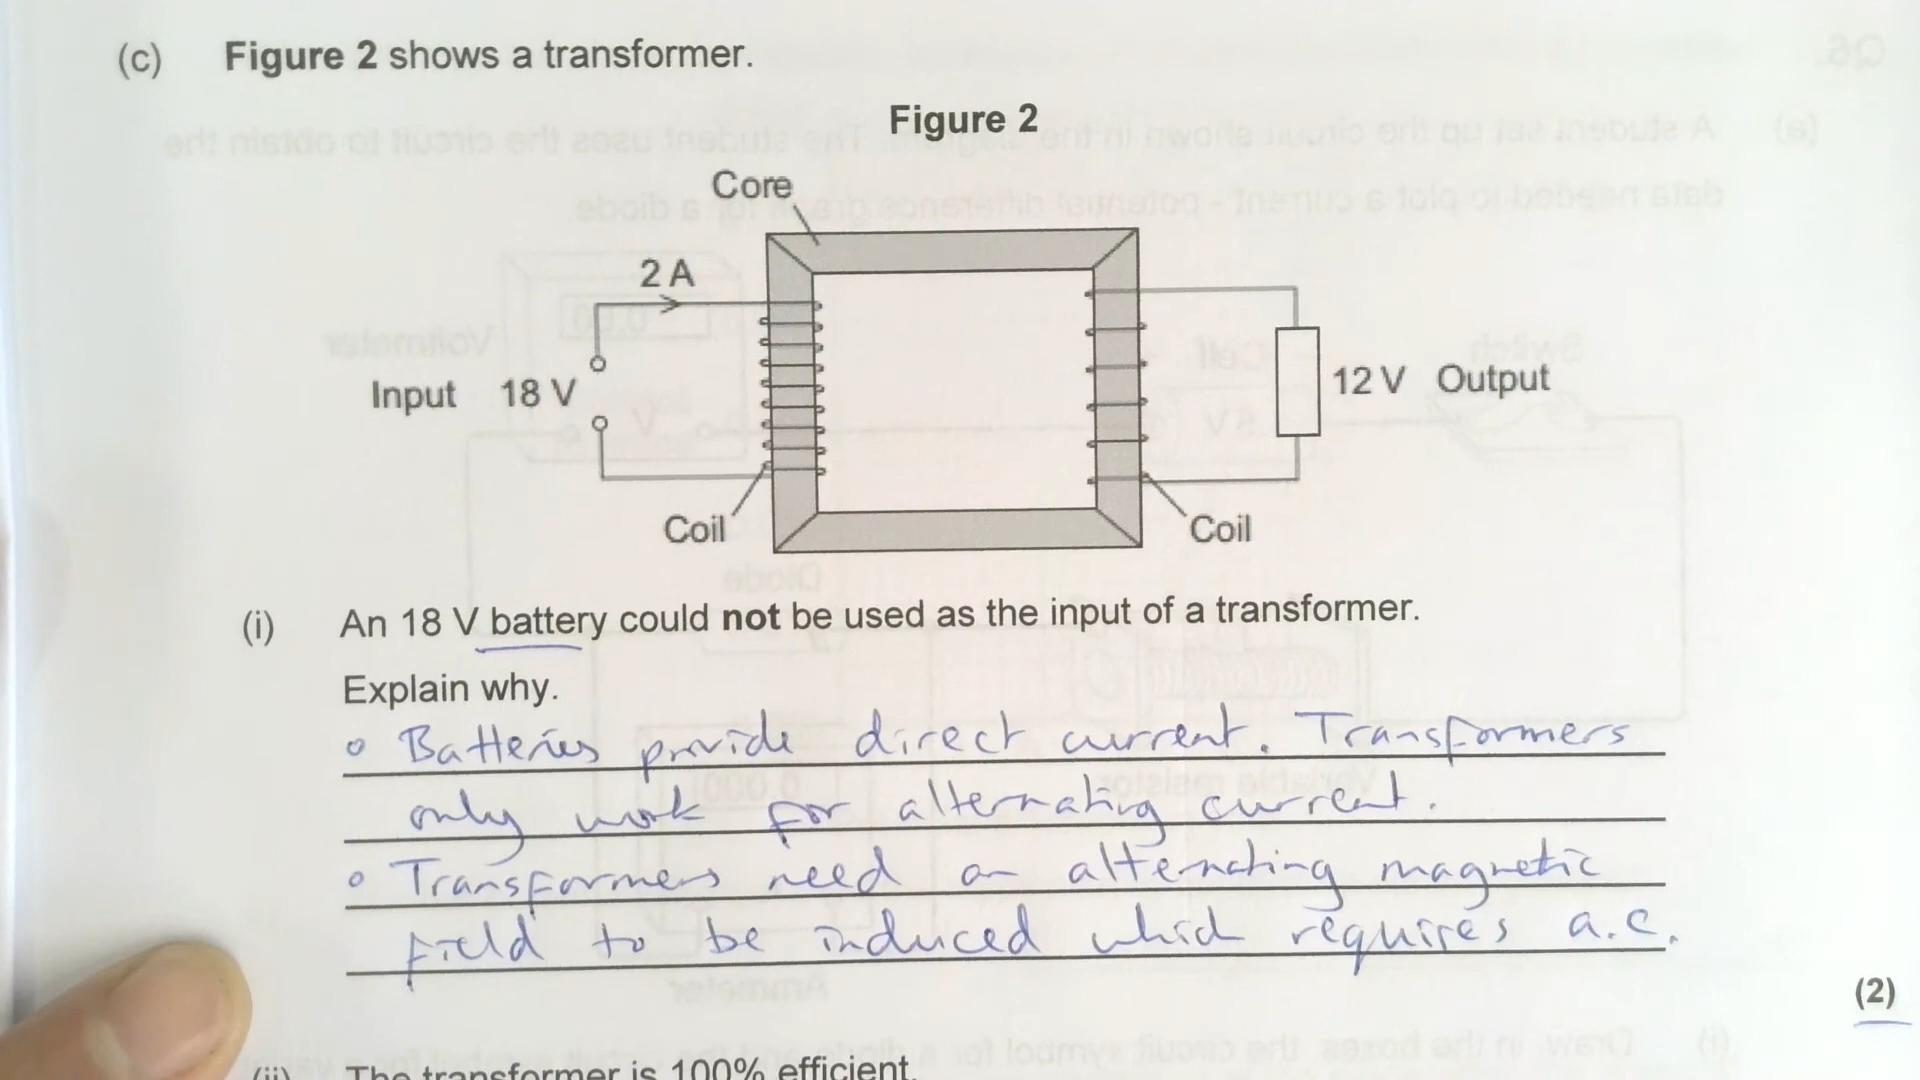 (c) Figure 2 shows a transformer.
Figure 2
Core
2 A
Input 18 V
12 V Output
Coil
Coil
(i) An 18 V battery could not be used as the input of a transformer.
Explain why.
∘ Batteries provide direct current. Transformers
only work for alternating current.
∘ Transformers need an alternating magnetic
field to be induced which requires a.c.
(2)
(ii) The transformer is 100% efficient.